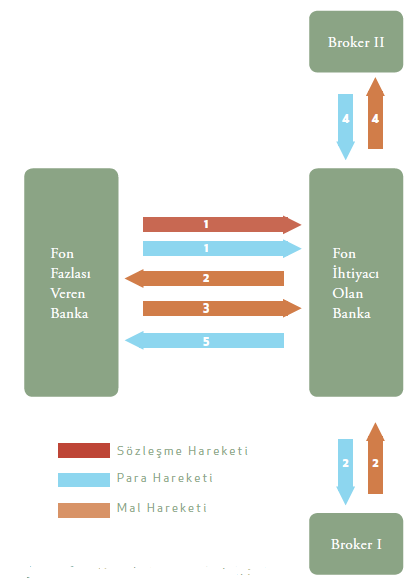 Broker II
4 4
Fon
Fazlası
Veren
Banka
1
1
2
3
5
Fon
İhtiyacı
Olan
Banka
Sözleşme Hareketi
Para Hareketi
Mal Hareketi
2 2
Broker I